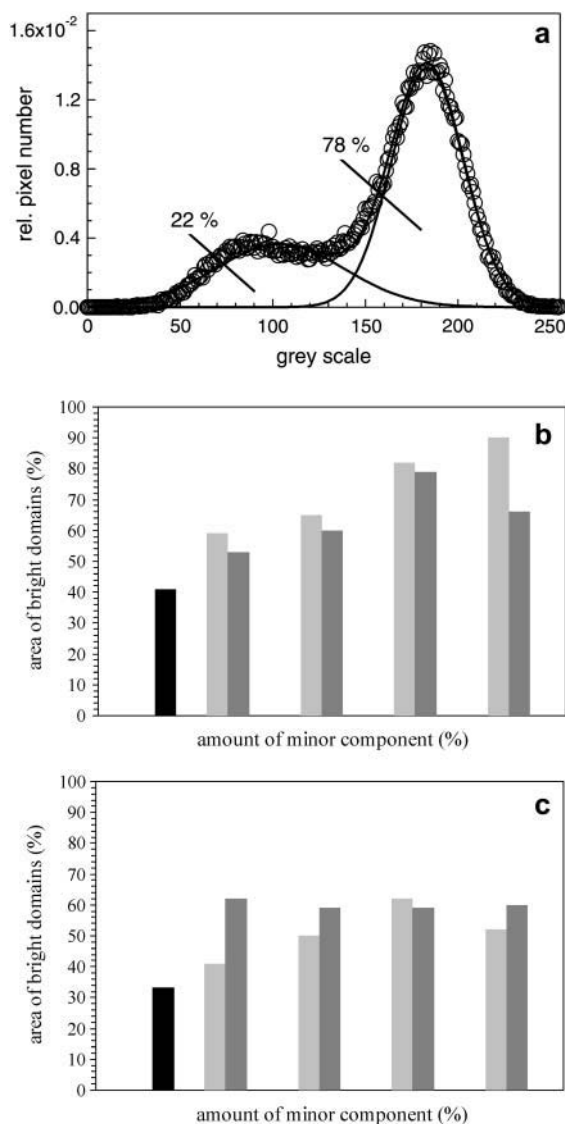 a
1.6x10⁻²
1.2
0.8
0.4
0.0
rel. pixel number
78 %
22 %
0 50 100 150 200 250
grey scale
b
100
90
80
70
60
50
40
30
20
10
0
area of bright domains (%)
amount of minor component (%)
c
100
90
80
70
60
50
40
30
20
10
0
area of bright domains (%)
amount of minor component (%)